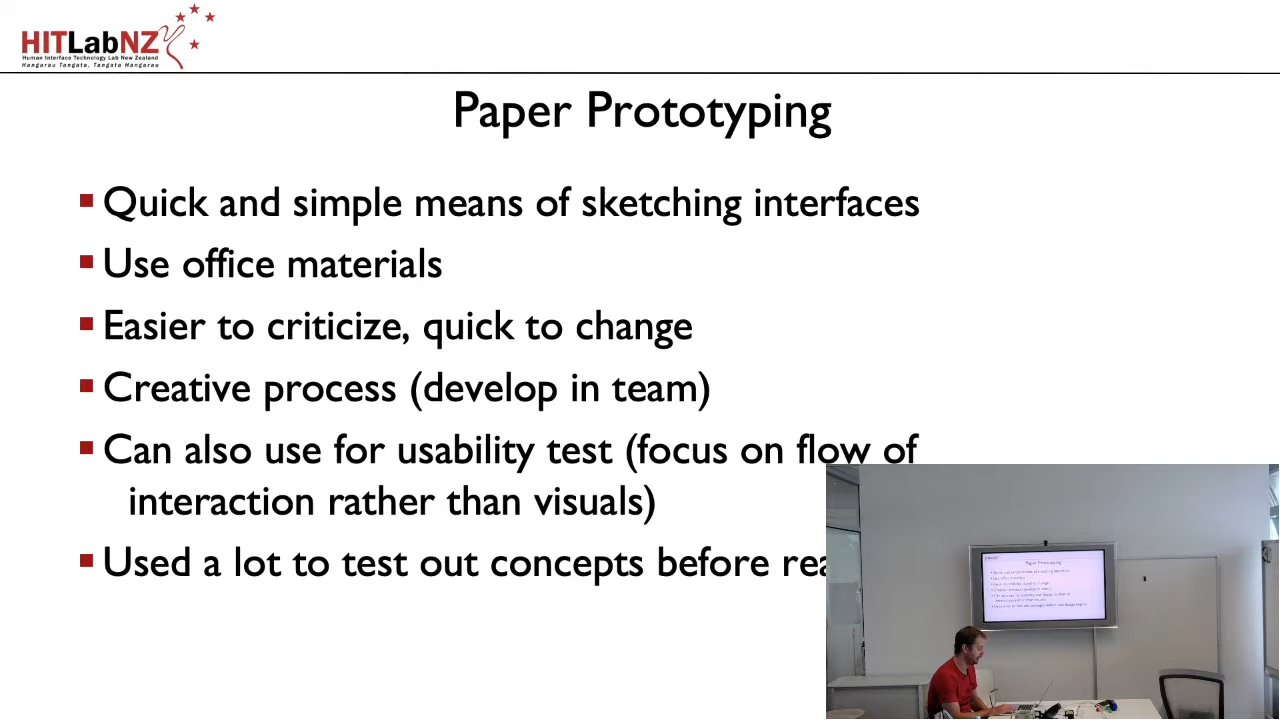 HITLabNZ
Human Interface Technology Lab New Zealand
Hangarau Tangata, Tangata Hangarau
Paper Prototyping
Quick and simple means of sketching interfaces
Use office materials
Easier to criticize, quick to change
Creative process (develop in team)
Can also use for usability test (focus on flow of
interaction rather than visuals)
Used a lot to test out concepts before
Paper Prototyping